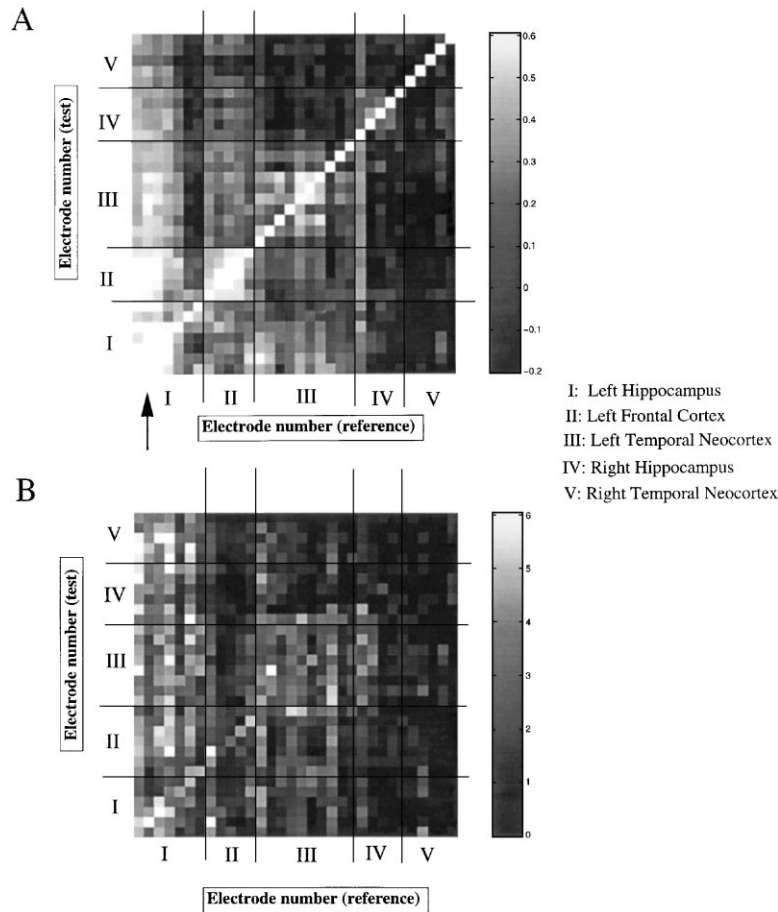 A
V
IV
III
II
I
Electrode number (test)
I II III IV V
Electrode number (reference)
0.6
0.5
0.4
0.3
0.2
0.1
0
-0.1
-0.2
I: Left Hippocampus
II: Left Frontal Cortex
III: Left Temporal Neocortex
IV: Right Hippocampus
V: Right Temporal Neocortex
B
V
IV
III
II
I
Electrode number (test)
I II III IV V
Electrode number (reference)
6
5
4
3
2
1
0